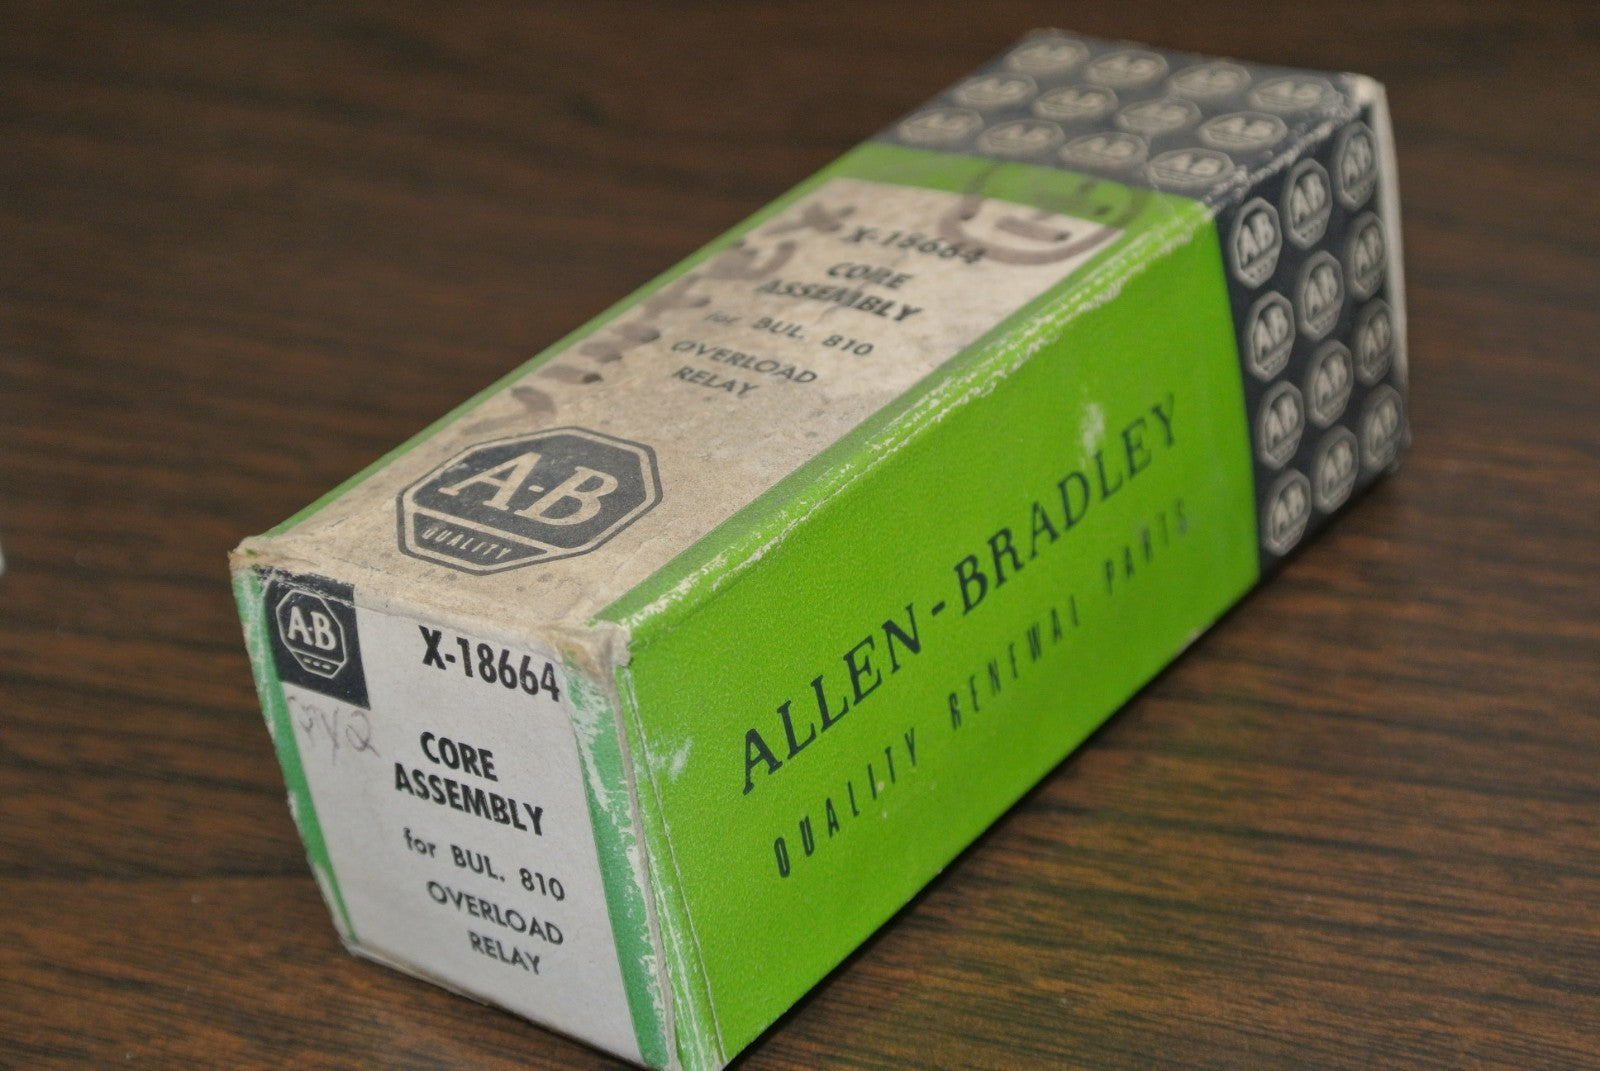 X-18664
CORE
ASSEMBLY
for BUL. 810
OVERLOAD
RELAY
A-B
QUALITY
A-B
X-18664
CORE
ASSEMBLY
for BUL. 810
OVERLOAD
RELAY
ALLEN-BRADLEY
QUALITY RENEWAL PARTS
A-B A-B A-B A-B
A-B A-B A-B A-B
A-B A-B A-B A-B
A-B A-B A-B
A-B A-B A-B
A-B A-B A-B
A-B A-B A-B